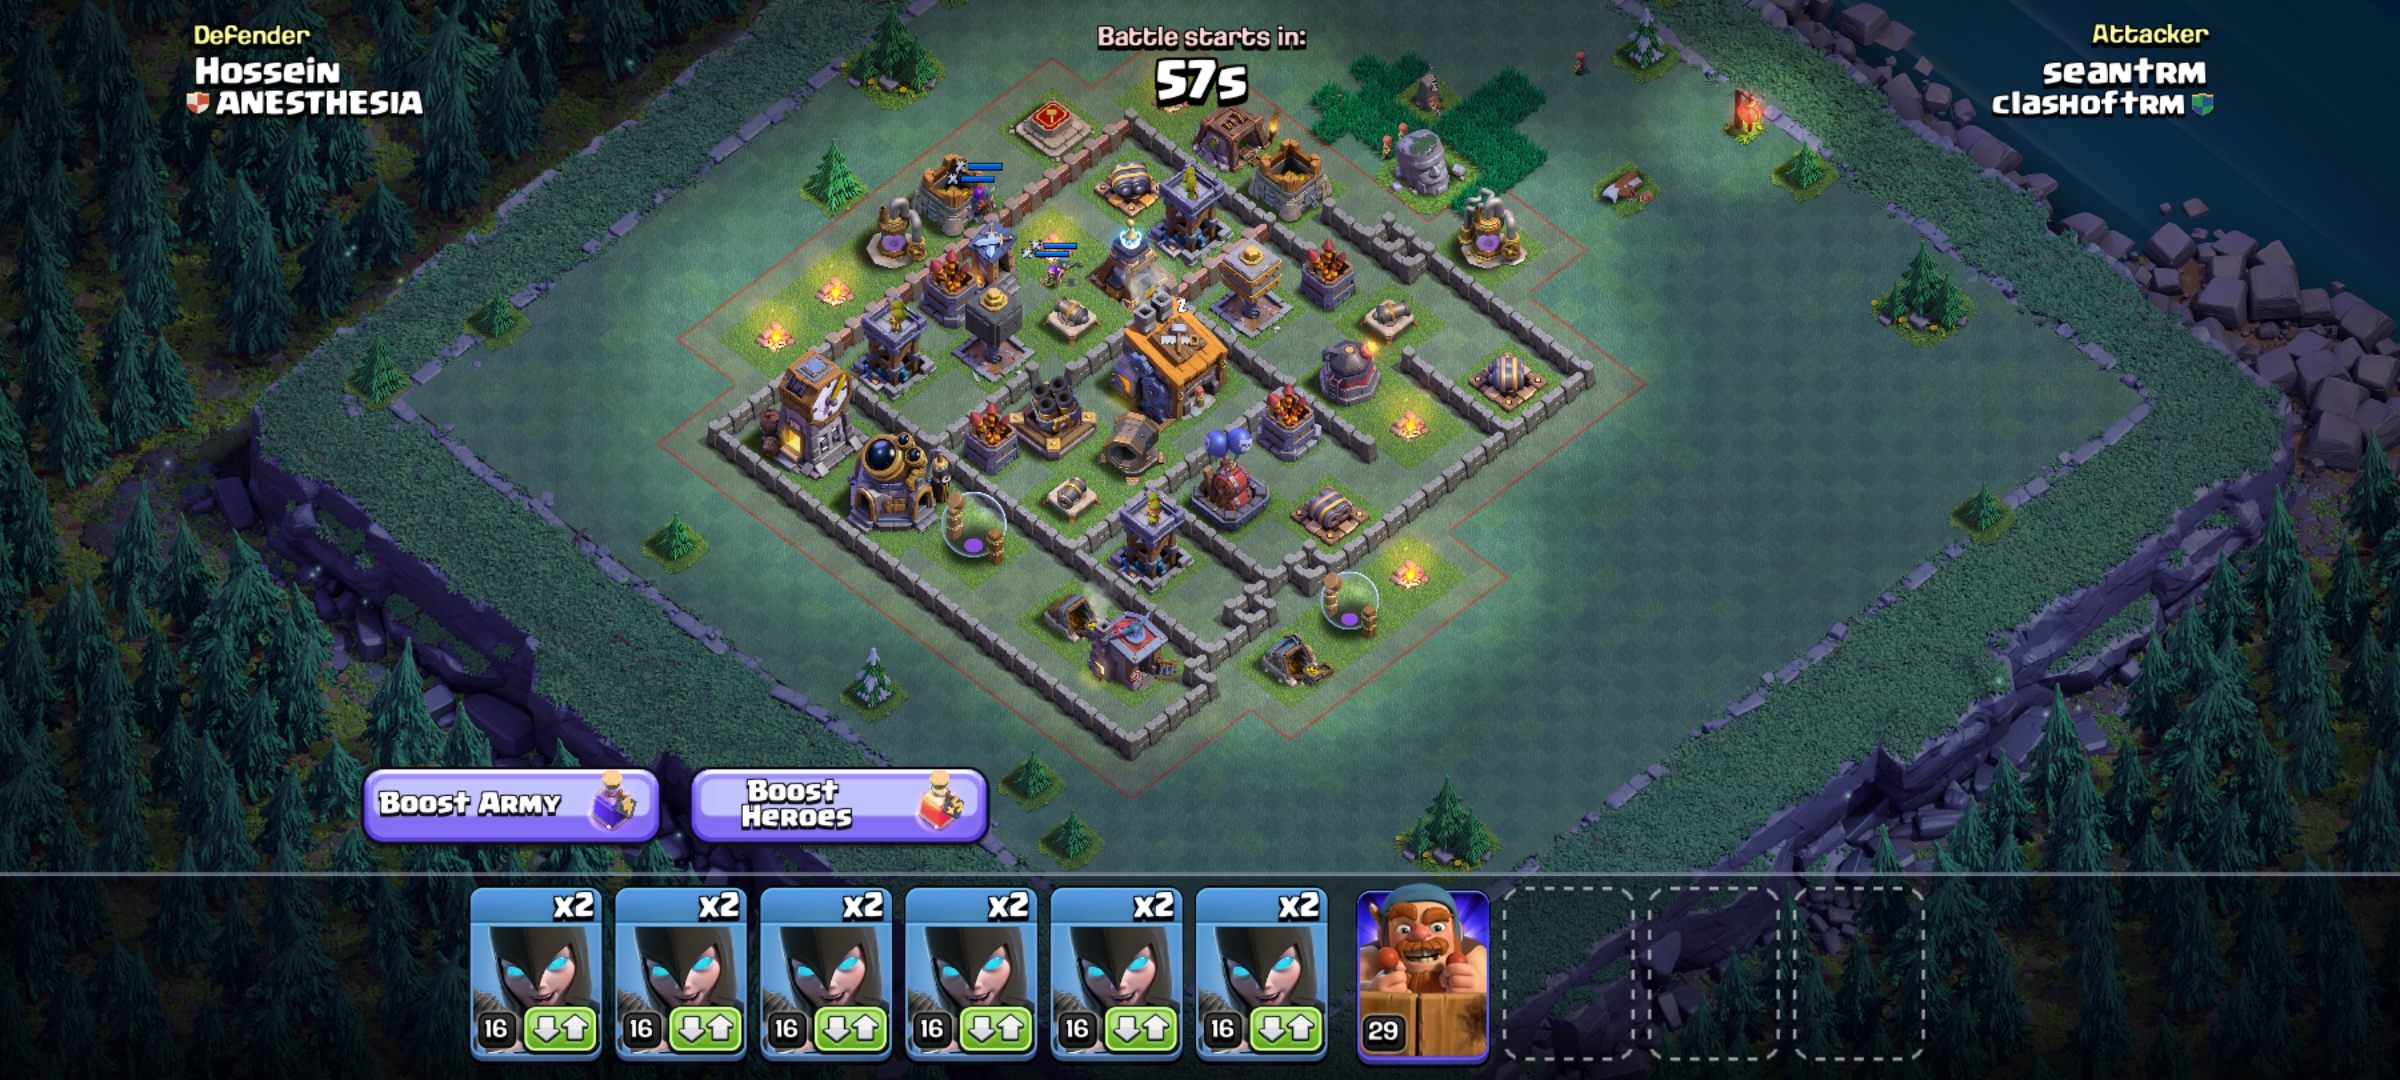 Defender
Hossein
ANESTHESIA
Battle starts in:
57s
Attacker
seantRM
clashoftRM
z
Boost Army
Boost
Heroes
x2
x2
x2
x2
x2
x2
16
16
16
16
16
16
29